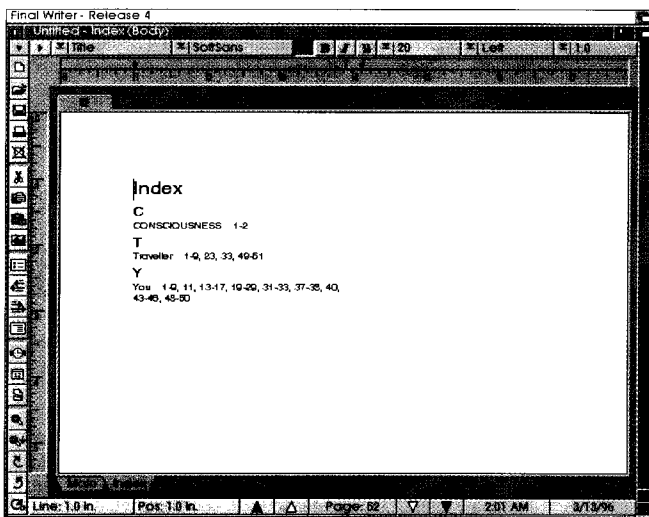 Final Writer - Release 4
Untitled - Index (Body)
Title SoftSans B I U 20 Left 1.0
Index
C
CONSCIOUSNESS 1-2
T
Traveller 1-9, 23, 33, 49-51
Y
You 1-9, 11, 13-17, 19-29, 31-33, 37-38, 40,
43-46, 48-50
Line: 1.0 in. Pos: 1.0 in. Page: 52 2:01 AM 3/13/96